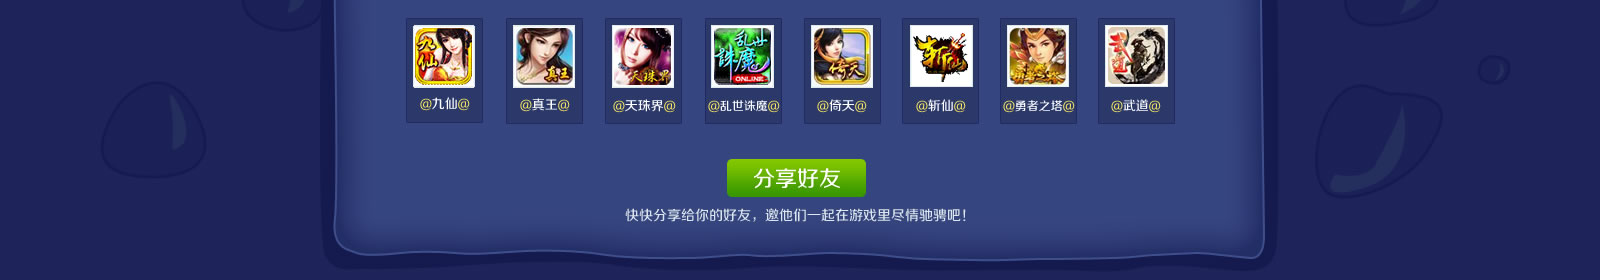 九仙
真王
天珠界
乱世
誅魔
ONLINE
倚天
斩仙
勇者之塔
武道
@九仙@
@真王@
@天珠界@
@乱世诛魔@
@倚天@
@斩仙@
@勇者之塔@
@武道@
分享好友
快快分享给你的好友，邀他们一起在游戏里尽情驰骋吧！